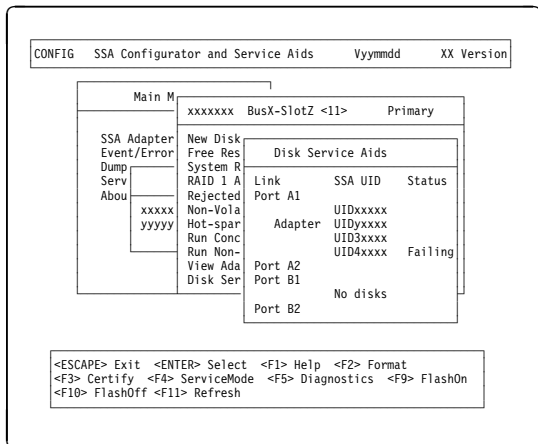 CONFIG SSA Configurator and Service Aids Vyymmdd XX Version
Main M
xxxxxxx BusX-SlotZ <11> Primary
SSA Adapter
Event/Error
Dump
Serv
Abou
xxxxx
yyyyy
New Disk
Free Res
System R
RAID 1 A
Rejected
Non-Vola
Hot-spar
Run Conc
Run Non-
View Ada
Disk Ser
Disk Service Aids
Link SSA UID Status
Port A1
UIDxxxxx
Adapter UIDyxxxx
UID3xxxx
UID4xxxx Failing
Port A2
Port B1
No disks
Port B2
<ESCAPE> Exit <ENTER> Select <F1> Help <F2> Format
<F3> Certify <F4> ServiceMode <F5> Diagnostics <F9> FlashOn
<F10> FlashOff <F11> Refresh